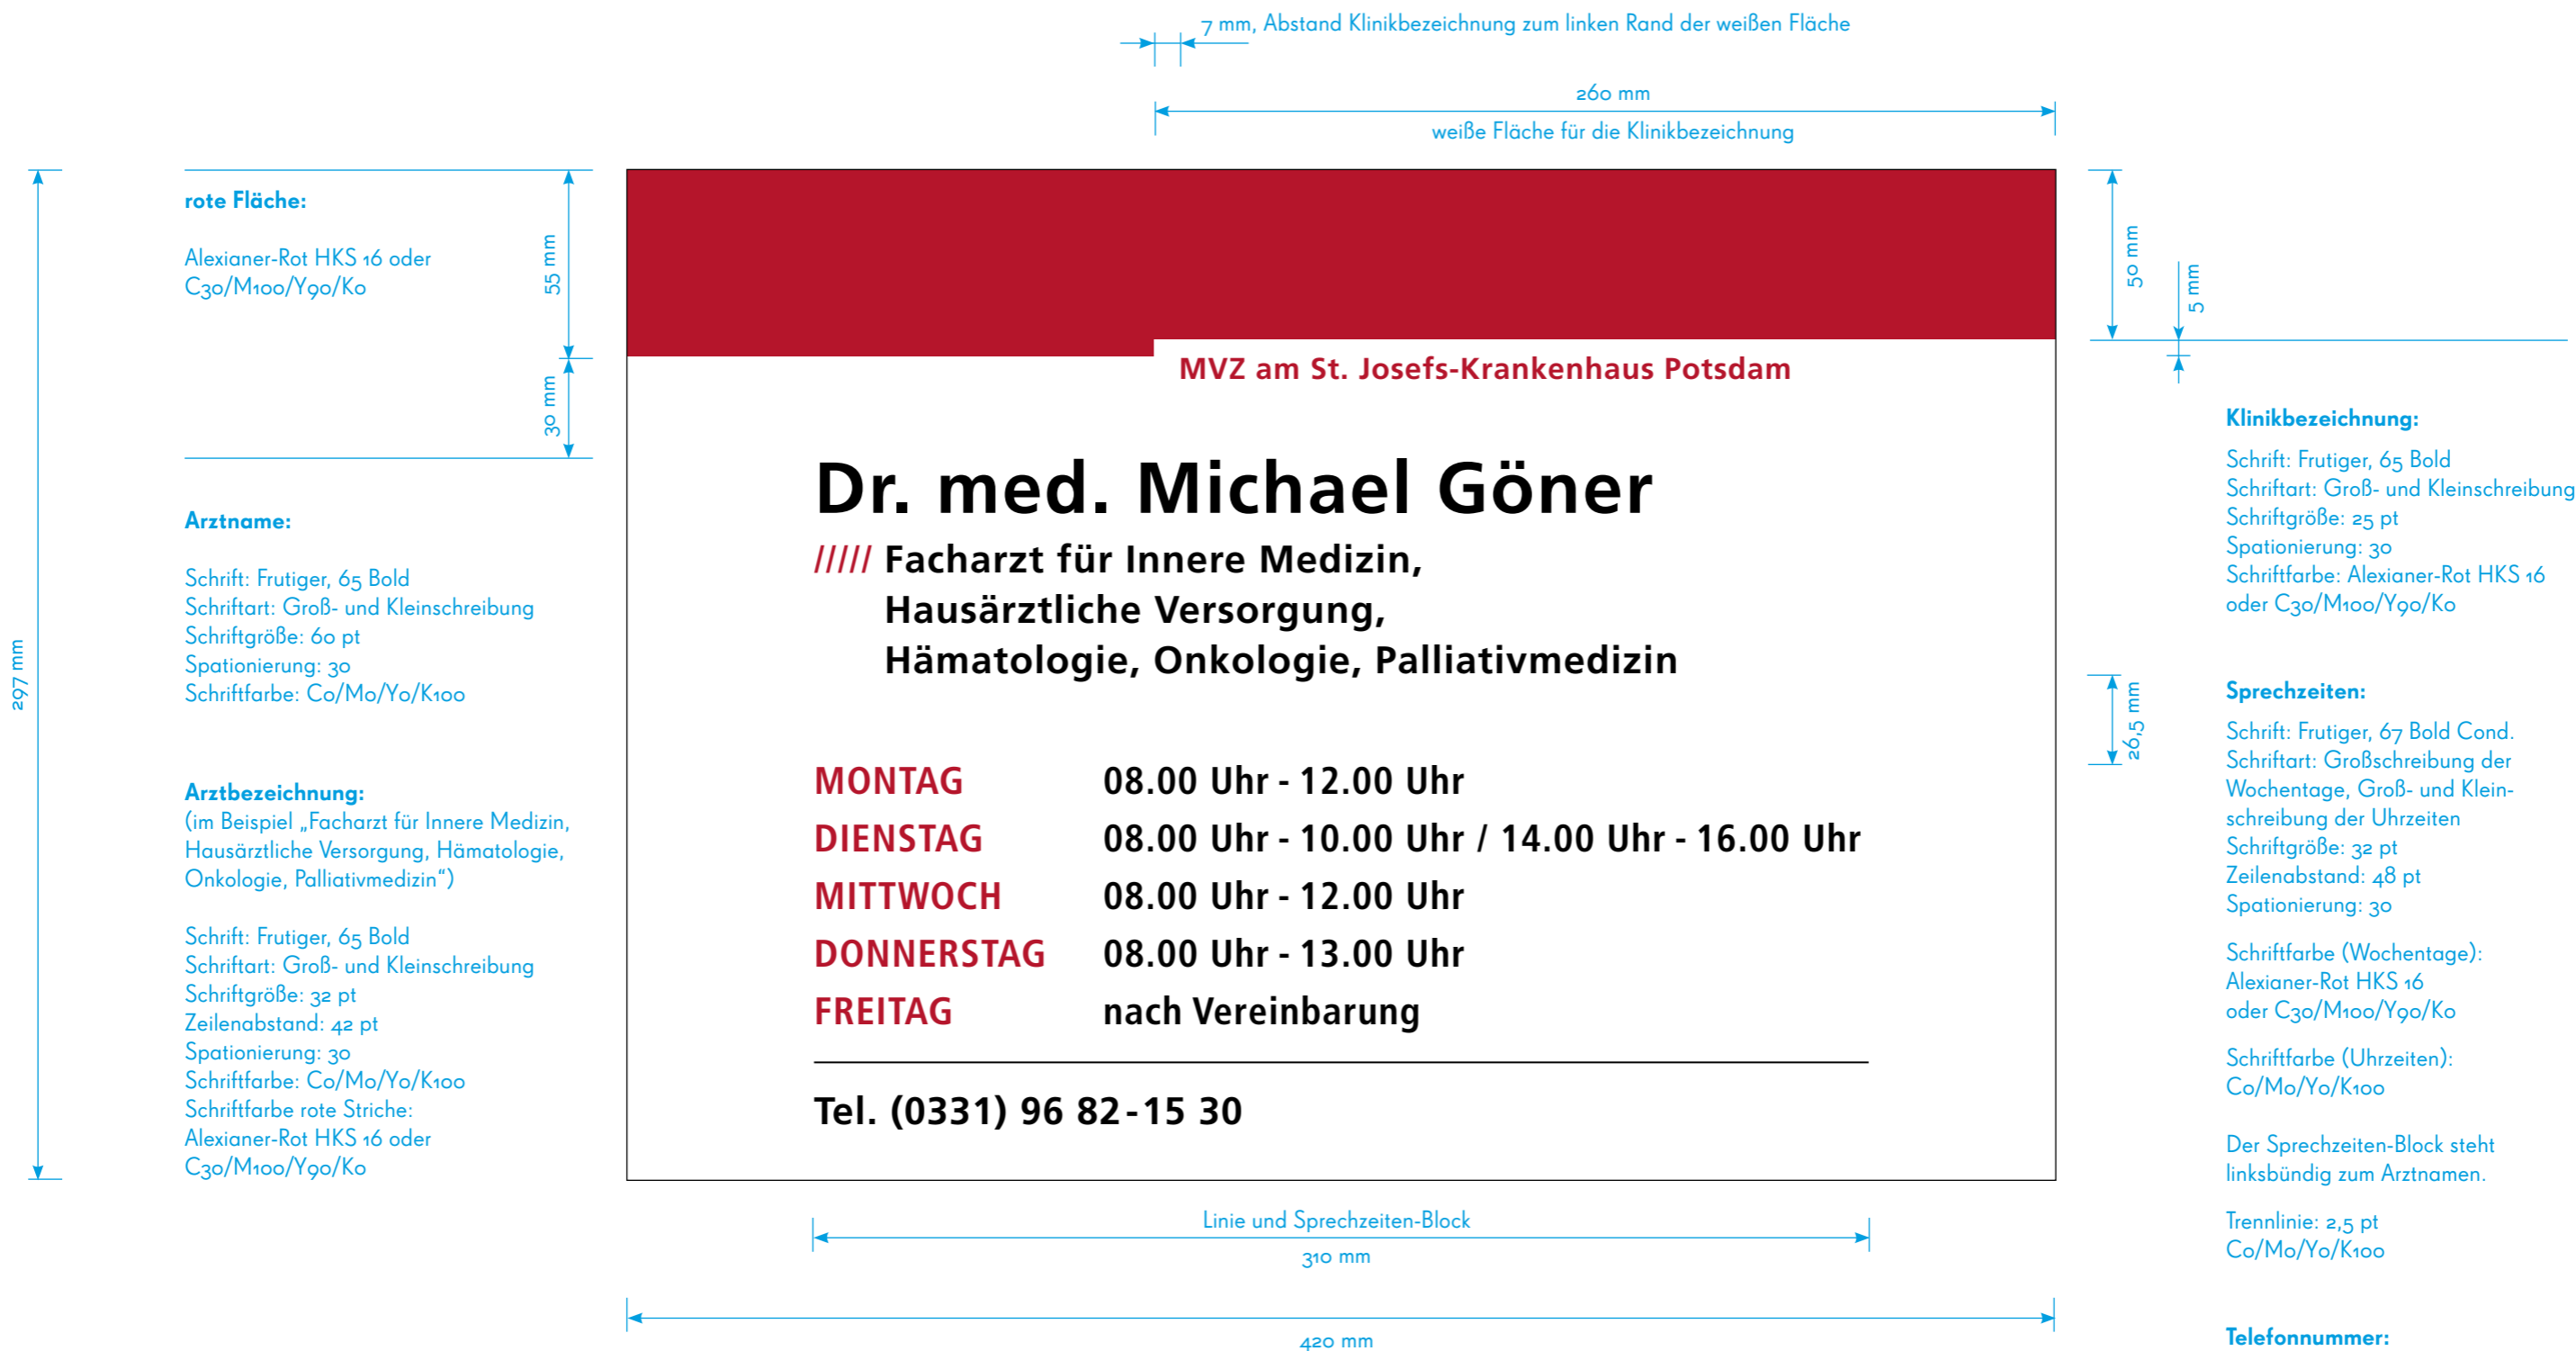 7 mm, Abstand Klinikbezeichnung zum linken Rand der weißen Fläche
260 mm
weiße Fläche für die Klinikbezeichnung
297 mm
rote Fläche:
Alexianer-Rot HKS 16 oder
C30/M100/Y90/K0
55 mm
30 mm
Arztname:
Schrift: Frutiger, 65 Bold
Schriftart: Groß- und Kleinschreibung
Schriftgröße: 60 pt
Spationierung: 30
Schriftfarbe: C0/M0/Y0/K100
Arztbezeichnung:
(im Beispiel „Facharzt für Innere Medizin,
Hausärztliche Versorgung, Hämatologie,
Onkologie, Palliativmedizin“)
Schrift: Frutiger, 65 Bold
Schriftart: Groß- und Kleinschreibung
Schriftgröße: 32 pt
Zeilenabstand: 42 pt
Spationierung: 30
Schriftfarbe: C0/M0/Y0/K100
Schriftfarbe rote Striche:
Alexianer-Rot HKS 16 oder
C30/M100/Y90/K0
MVZ am St. Josefs-Krankenhaus Potsdam
Dr. med. Michael Göner
///// Facharzt für Innere Medizin,
Hausärztliche Versorgung,
Hämatologie, Onkologie, Palliativmedizin
MONTAG 08.00 Uhr - 12.00 Uhr
DIENSTAG 08.00 Uhr - 10.00 Uhr / 14.00 Uhr - 16.00 Uhr
MITTWOCH 08.00 Uhr - 12.00 Uhr
DONNERSTAG 08.00 Uhr - 13.00 Uhr
FREITAG nach Vereinbarung
Tel. (0331) 96 82-15 30
Linie und Sprechzeiten-Block
310 mm
420 mm
50 mm
5 mm
26,5 mm
Klinikbezeichnung:
Schrift: Frutiger, 65 Bold
Schriftart: Groß- und Kleinschreibung
Schriftgröße: 25 pt
Spationierung: 30
Schriftfarbe: Alexianer-Rot HKS 16
oder C30/M100/Y90/K0
Sprechzeiten:
Schrift: Frutiger, 67 Bold Cond.
Schriftart: Großschreibung der
Wochentage, Groß- und Klein-
schreibung der Uhrzeiten
Schriftgröße: 32 pt
Zeilenabstand: 48 pt
Spationierung: 30
Schriftfarbe (Wochentage):
Alexianer-Rot HKS 16
oder C30/M100/Y90/K0
Schriftfarbe (Uhrzeiten):
C0/M0/Y0/K100
Der Sprechzeiten-Block steht
linksbündig zum Arztnamen.
Trennlinie: 2,5 pt
C0/M0/Y0/K100
Telefonnummer: